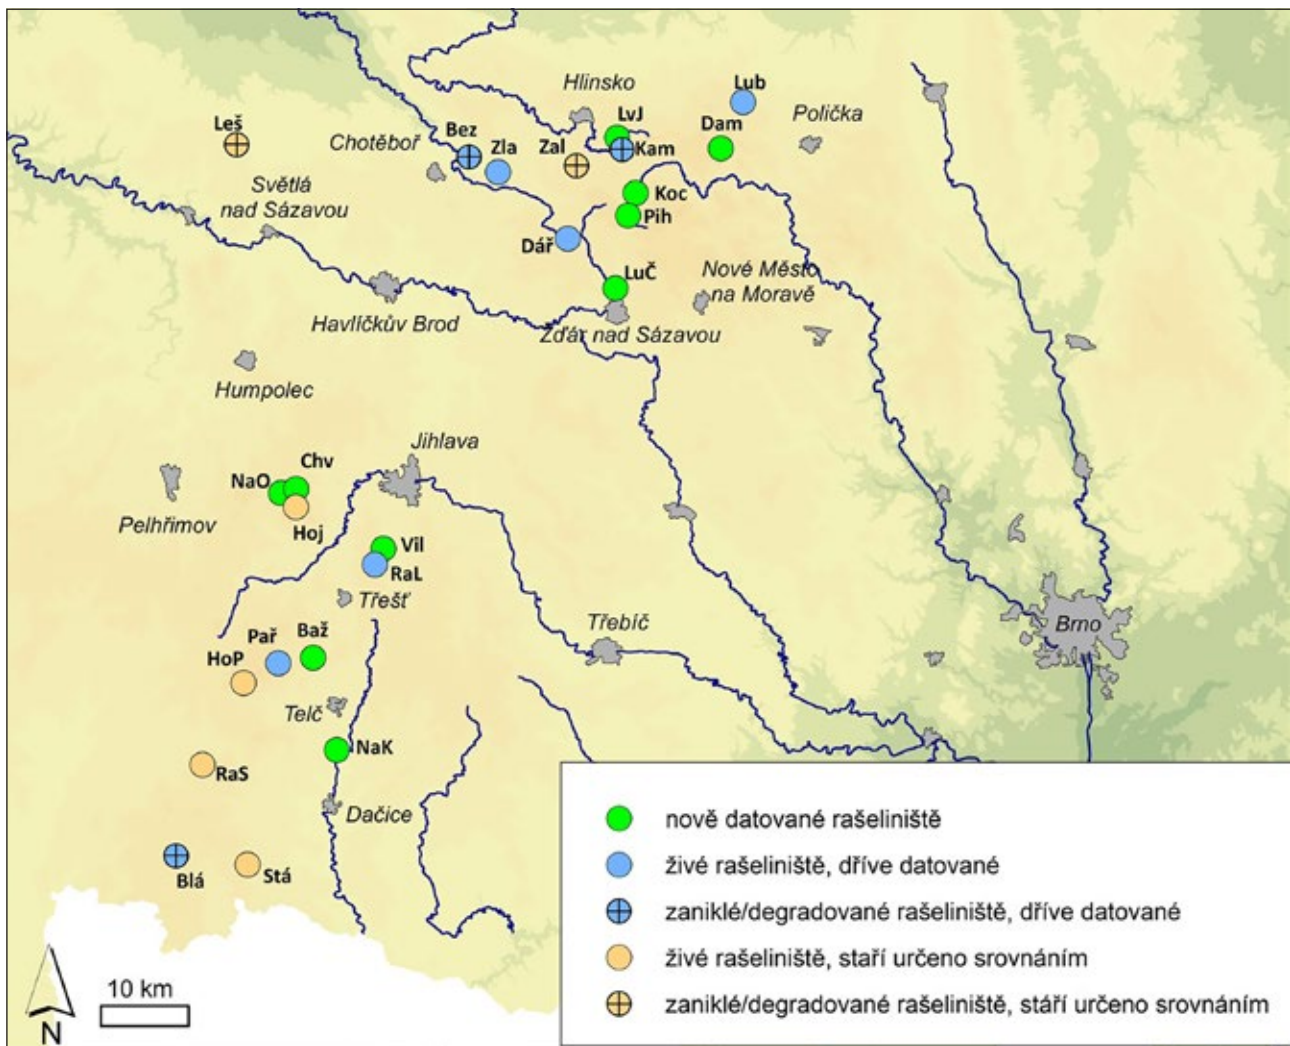 Hlinsko
Lub
LvJ
Dam
Polička
Leš
Chotěboř
Bez
Zla
Zal
Kam
Světlá
nad Sázavou
Koc
Pih
Dář
LuČ
Nové Město
na Moravě
Havlíčkův Brod
Žďár nad Sázavou
Humpolec
Jihlava
Chv
NaO
Pelhřimov
Hoj
Vil
RaL
Třešť
Třebíč
Brno
Pař
Baž
HoP
Telč
NaK
RaS
Dačice
Blá
Stá
nově datované rašeliniště
živé rašeliniště, dříve datované
zaniklé/degradované rašeliniště, dříve datované
živé rašeliniště, staří určeno srovnáním
zaniklé/degradované rašeliniště, stáří určeno srovnáním
10 km
N